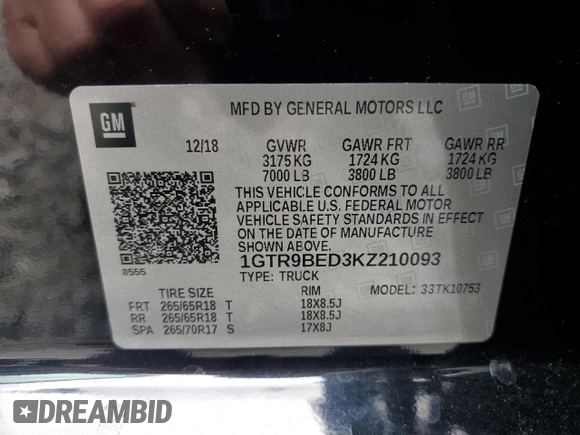 GM
MFD BY GENERAL MOTORS LLC
12/18 GVWR GAWR FRT GAWR RR
3175 KG 1724 KG 1724 KG
7000 LB 3800 LB 3800 LB
THIS VEHICLE CONFORMS TO ALL
APPLICABLE U.S. FEDERAL MOTOR
VEHICLE SAFETY STANDARDS IN EFFECT
ON THE DATE OF MANUFACTURE
SHOWN ABOVE.
8555
1GTR9BED3KZ210093
TYPE: TRUCK MODEL: 33TK10753
TIRE SIZE RIM
FRT 265/65R18 T 18X8.5J
RR 265/65R18 T 18X8.5J
SPA 265/70R17 S 17X8J
DREAMBID